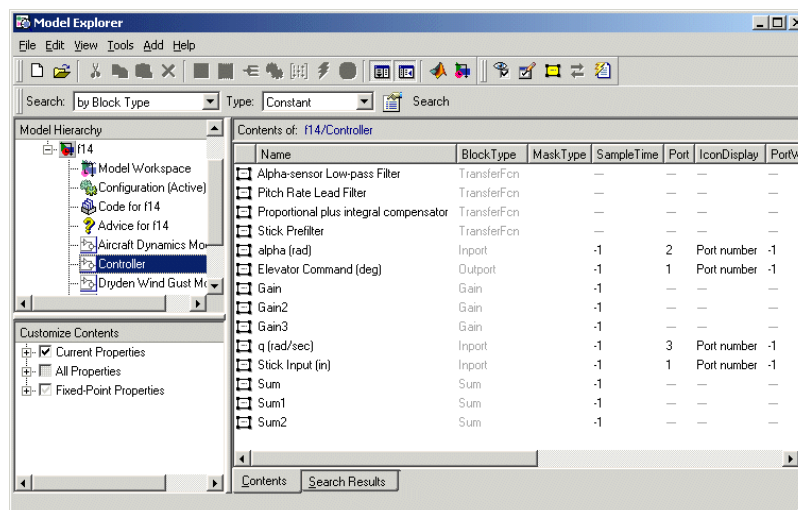 Model Explorer
File Edit View Tools Add Help
Search: by Block Type Type: Constant Search
Model Hierarchy
f14
Model Workspace
Configuration (Active)
Code for f14
Advice for f14
Aircraft Dynamics Mo
Controller
Dryden Wind Gust Mo
Customize Contents
Current Properties
All Properties
Fixed-Point Properties
Contents of: f14/Controller
Name BlockType MaskType SampleTime Port IconDisplay PortW
Alpha-sensor Low-pass Filter TransferFcn — — — —
Pitch Rate Lead Filter TransferFcn — — — —
Proportional plus integral compensator TransferFcn — — — —
Stick Prefilter TransferFcn — — — —
alpha (rad) Inport -1 2 Port number -1
Elevator Command (deg) Outport -1 1 Port number -1
Gain Gain -1 — — —
Gain2 Gain -1 — — —
Gain3 Gain -1 — — —
q (rad/sec) Inport -1 3 Port number -1
Stick Input (in) Inport -1 1 Port number -1
Sum Sum -1 — — —
Sum1 Sum -1 — — —
Sum2 Sum -1 — — —
Contents Search Results